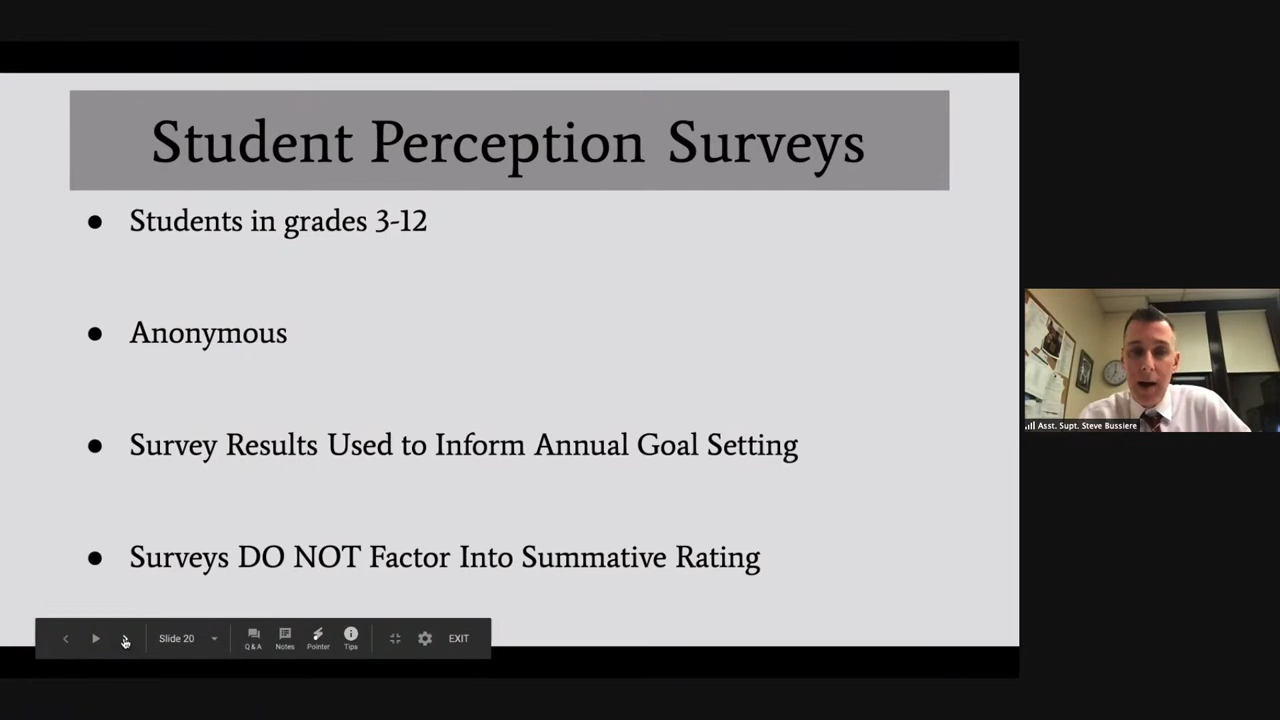 Student Perception Surveys
● Students in grades 3-12
● Anonymous
● Survey Results Used to Inform Annual Goal Setting
● Surveys DO NOT Factor Into Summative Rating
Slide 20
Q & A
Notes
Pointer
Tips
EXIT
Asst. Supt. Steve Bussiere